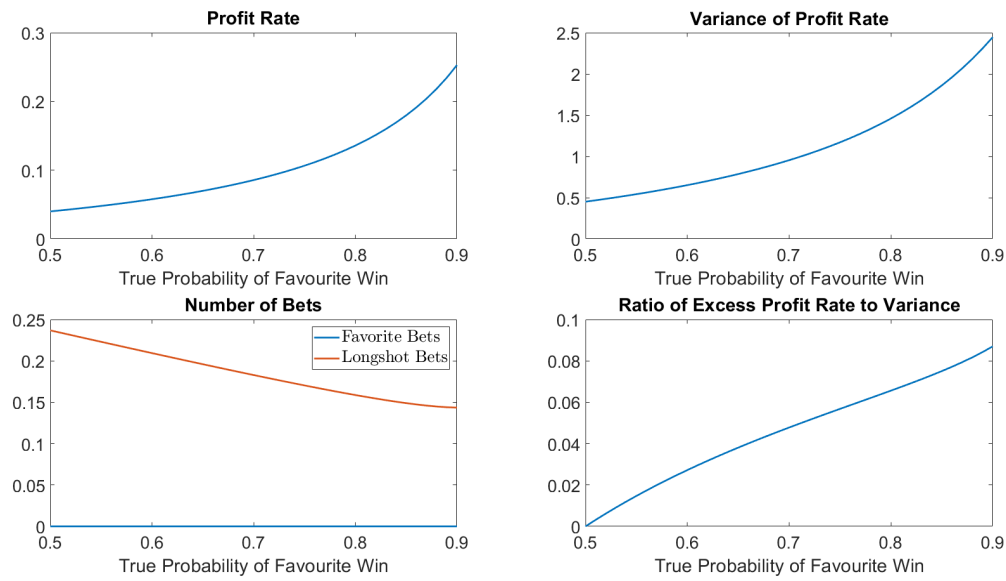 Profit Rate
0.3
0.2
0.1
0
0.5 0.6 0.7 0.8 0.9
True Probability of Favourite Win
Variance of Profit Rate
2.5
2
1.5
1
0.5
0
0.5 0.6 0.7 0.8 0.9
True Probability of Favourite Win
Number of Bets
0.25
0.2
0.15
0.1
0.05
0
Favorite Bets
Longshot Bets
0.5 0.6 0.7 0.8 0.9
True Probability of Favourite Win
Ratio of Excess Profit Rate to Variance
0.1
0.08
0.06
0.04
0.02
0
0.5 0.6 0.7 0.8 0.9
True Probability of Favourite Win